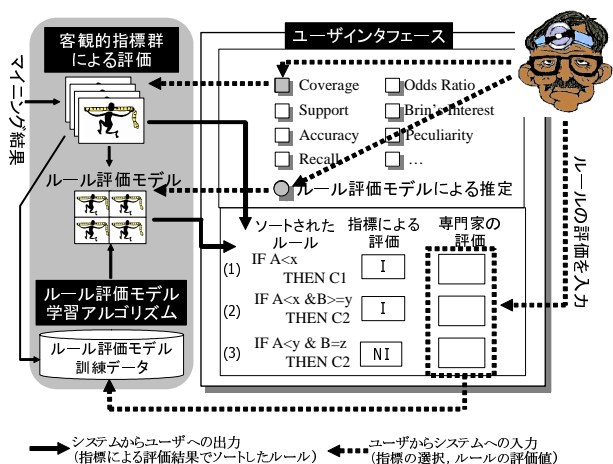 客観的指標群
による評価
マイニング結果
ルール評価モデル
ルール評価モデル
学習アルゴリズム
ルール評価モデル
訓練データ
ユーザインタフェース
Coverage
Odds Ratio
Support
Brin's Interest
Accuracy
Peculiarity
Recall
…
ルール評価モデルによる推定
ソートされた
ルール
指標による
評価
専門家の
評価
(1) IF A<x
THEN C1
I
(2) IF A<x &B>=y
THEN C2
I
(3) IF A<y & B=z
THEN C2
NI
ルールの評価を入力
システムからユーザへの出力
(指標による評価結果でソートしたルール)
ユーザからシステムへの入力
(指標の選択, ルールの評価値)